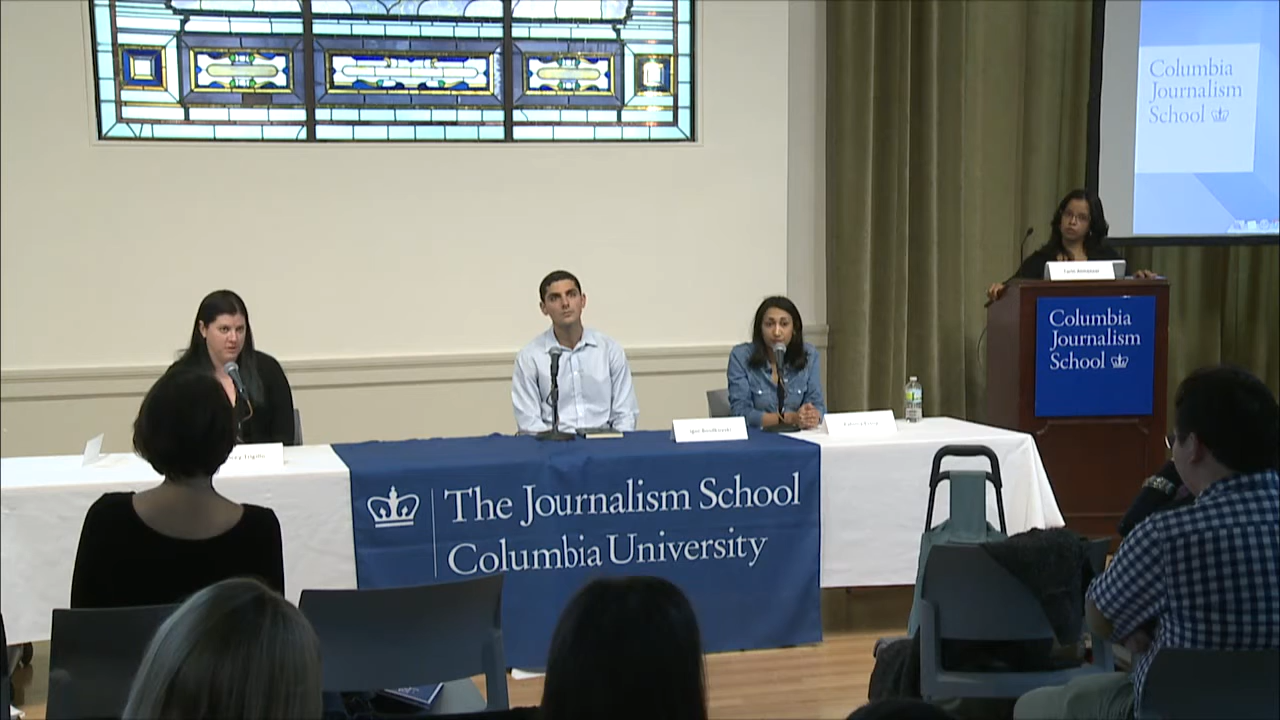 Columbia
Journalism
School
Columbia
Journalism
School
The Journalism School
Columbia University